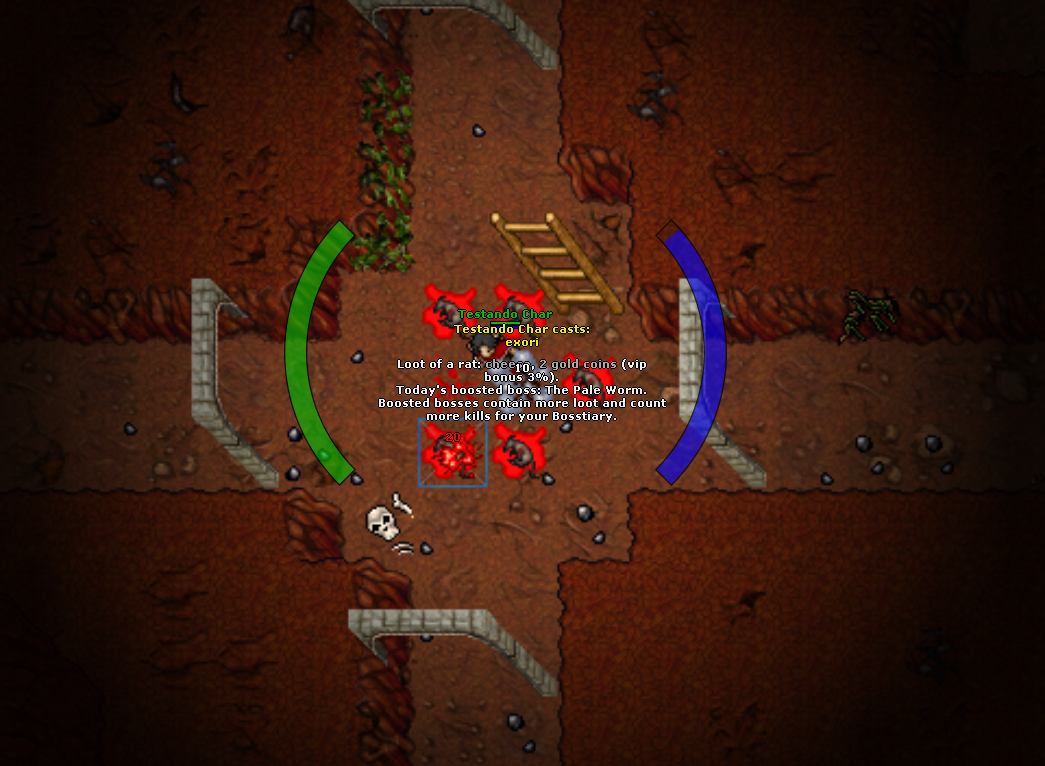 Testando Char
Testando Char casts:
exori
Loot of a rat: cheese, 2 gold coins (vip
10
bonus 3%).
Today's boosted boss: The Pale Worm.
Boosted bosses contain more loot and count
more kills for your Bosstiary.
20